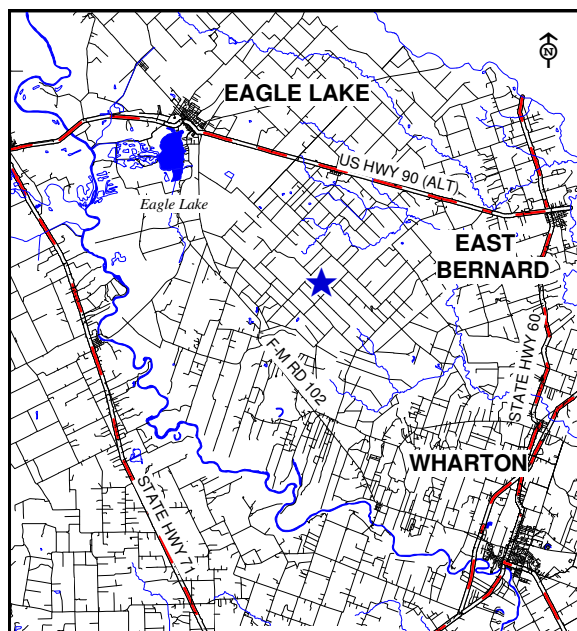 N
EAGLE LAKE
US HWY 90 (ALT)
Eagle Lake
EAST
BERNARD
STATE HWY 60
F-M RD 102
WHARTON
STATE HWY 71